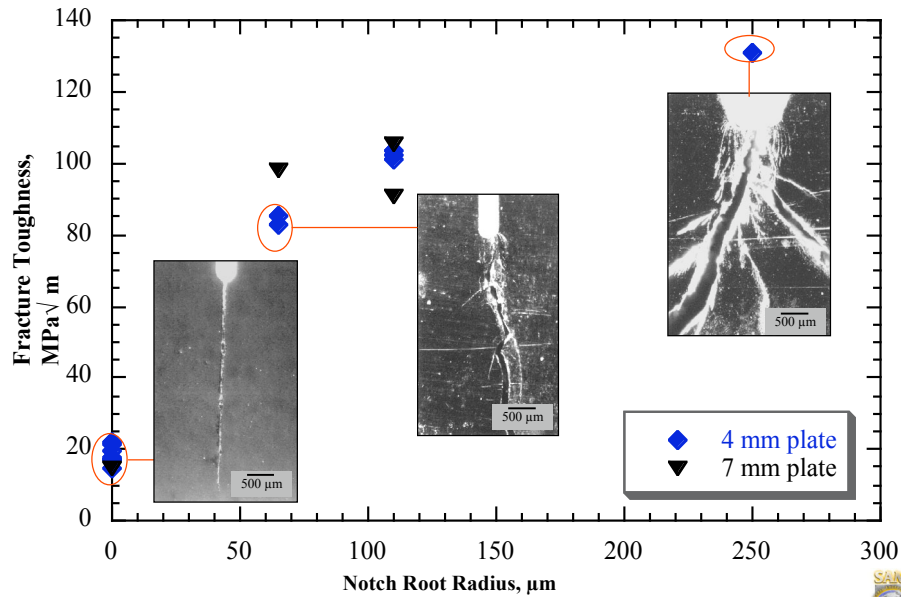 140
120
100
80
60
40
20
0
Fracture Toughness,
MPa√ m
500 µm
500 µm
500 µm
4 mm plate
7 mm plate
0 50 100 150 200 250 300
Notch Root Radius, µm